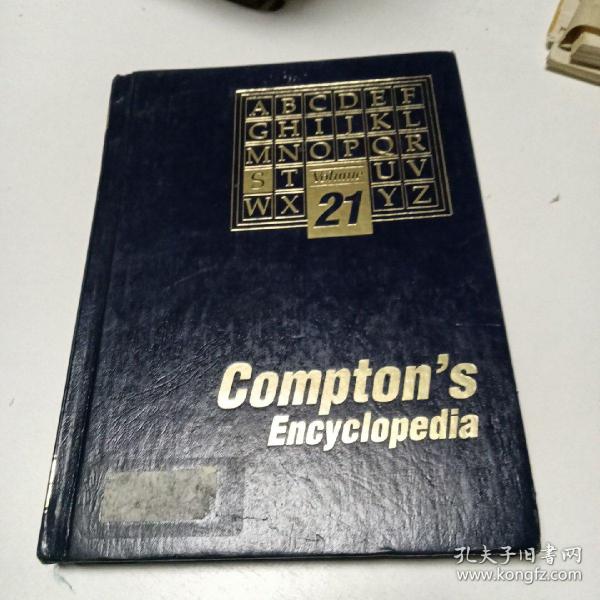 A B C D E F
G H I J K L
M N O P Q R
S T Volume U V
W X 21 Y Z
Compton's
Encyclopedia
孔夫子旧书网
www.kongfz.com